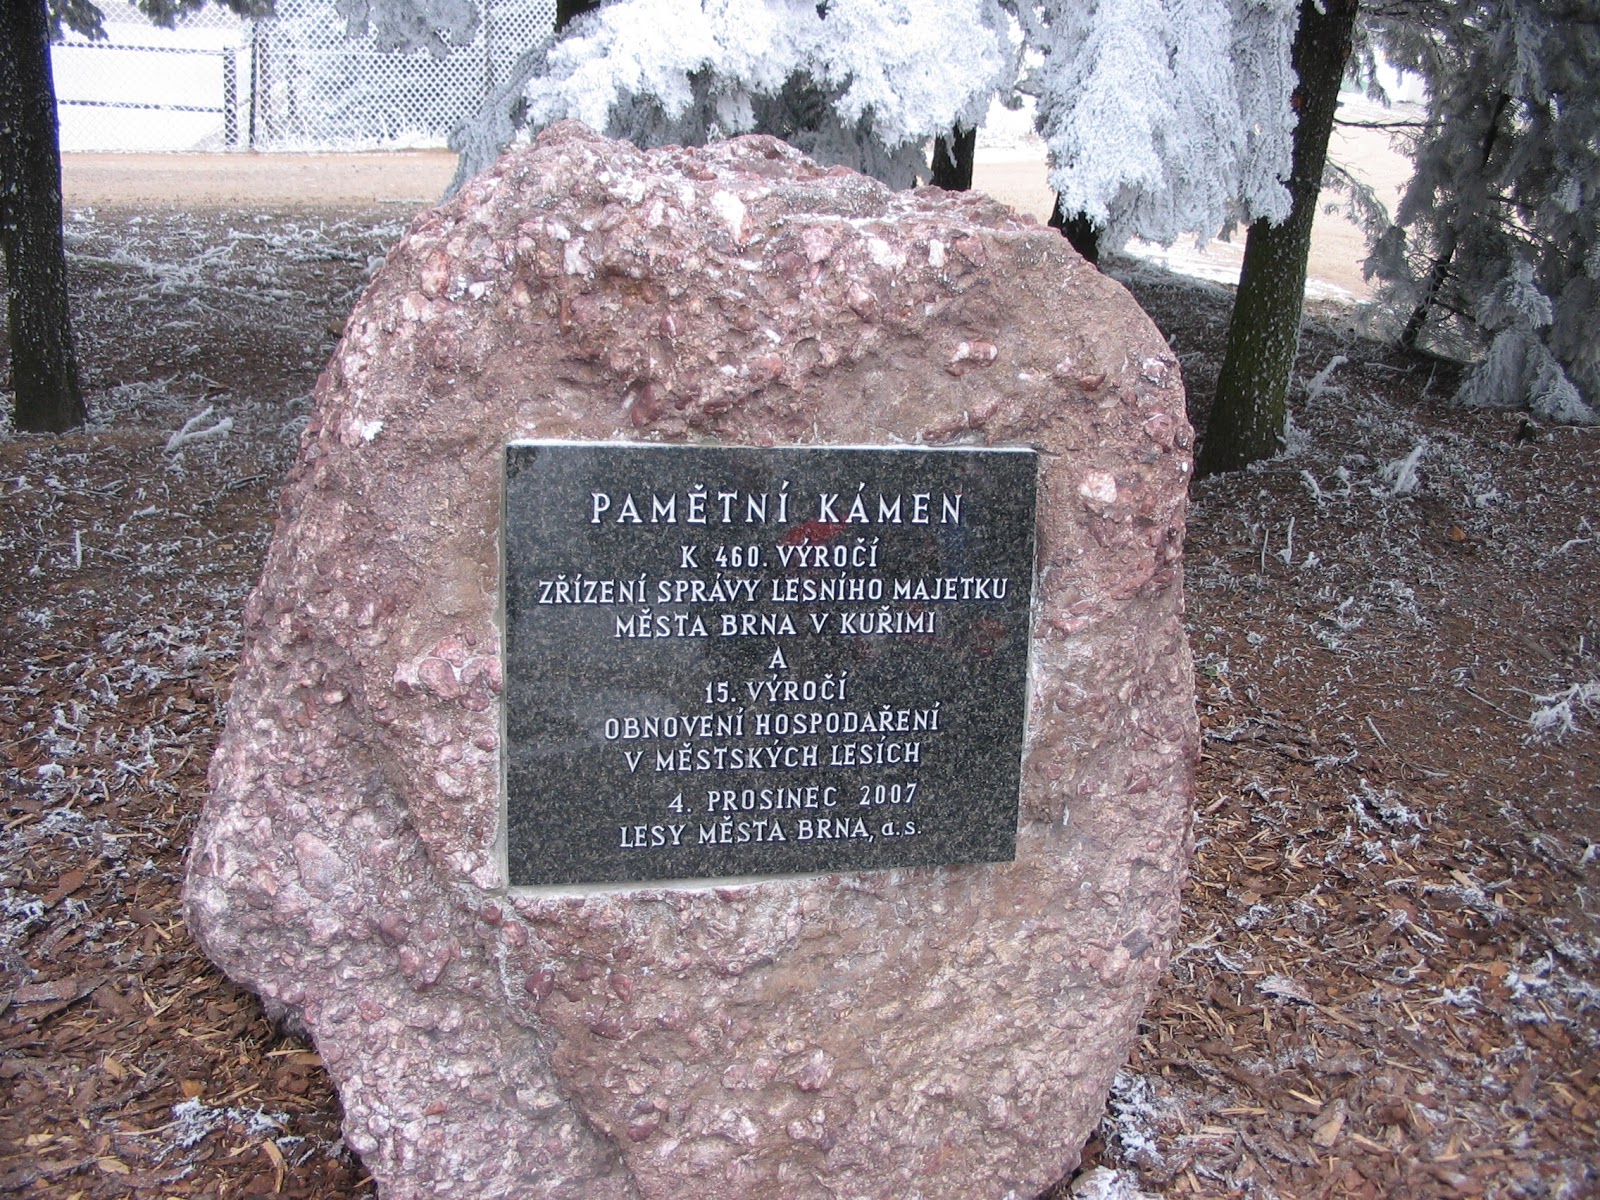 PAMĚTNÍ KÁMEN
K 460. VÝROČÍ
ZŘÍZENÍ SPRÁVY LESNÍHO MAJETKU
MĚSTA BRNA V KUŘIMI
A
15. VÝROČÍ
OBNOVENÍ HOSPODAŘENÍ
V MĚSTSKÝCH LESÍCH
4. PROSINEC 2007
LESY MĚSTA BRNA, a.s.